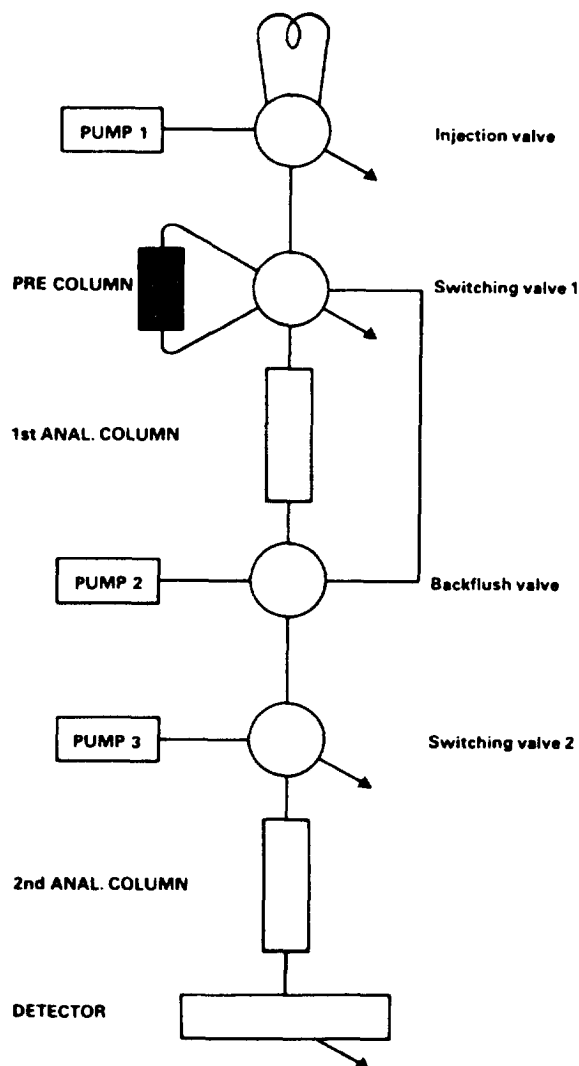 PUMP 1
Injection valve
PRE COLUMN
Switching valve 1
1st ANAL. COLUMN
PUMP 2
Backflush valve
PUMP 3
Switching valve 2
2nd ANAL. COLUMN
DETECTOR